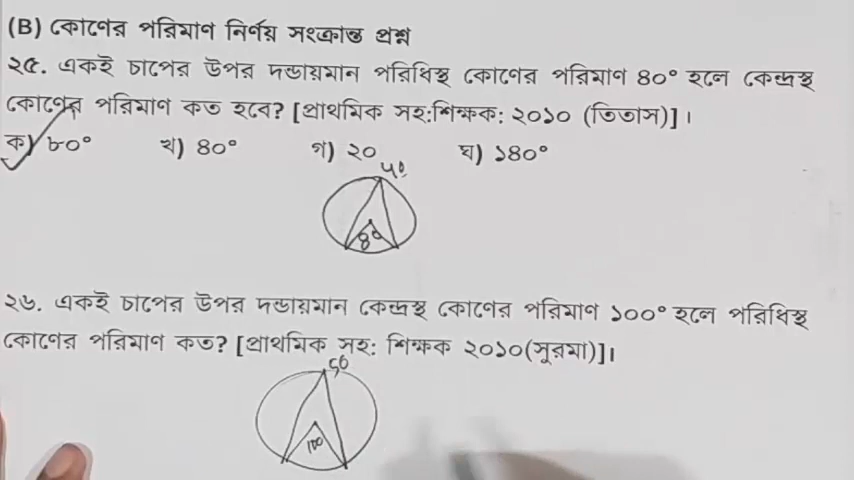 (B) কোণের পরিমাণ নির্ণয় সংক্রান্ত প্রশ্ন
২৫. একই চাপের উপর দন্ডায়মান পরিধিস্থ কোণের পরিমাণ ৪০° হলে কেন্দ্রস্থ
কোণের পরিমাণ কত হবে? [প্রাথমিক সহ:শিক্ষক: ২০১০ (তিতাস)]।
ক) ৮০° খ) ৪০° গ) ২০ ঘ) ১৪০°
২৬. একই চাপের উপর দন্ডায়মান কেন্দ্রস্থ কোণের পরিমাণ ১০০° হলে পরিধিস্থ
কোণের পরিমাণ কত? [প্রাথমিক সহ: শিক্ষক ২০১০(সুরমা)]।
50
100